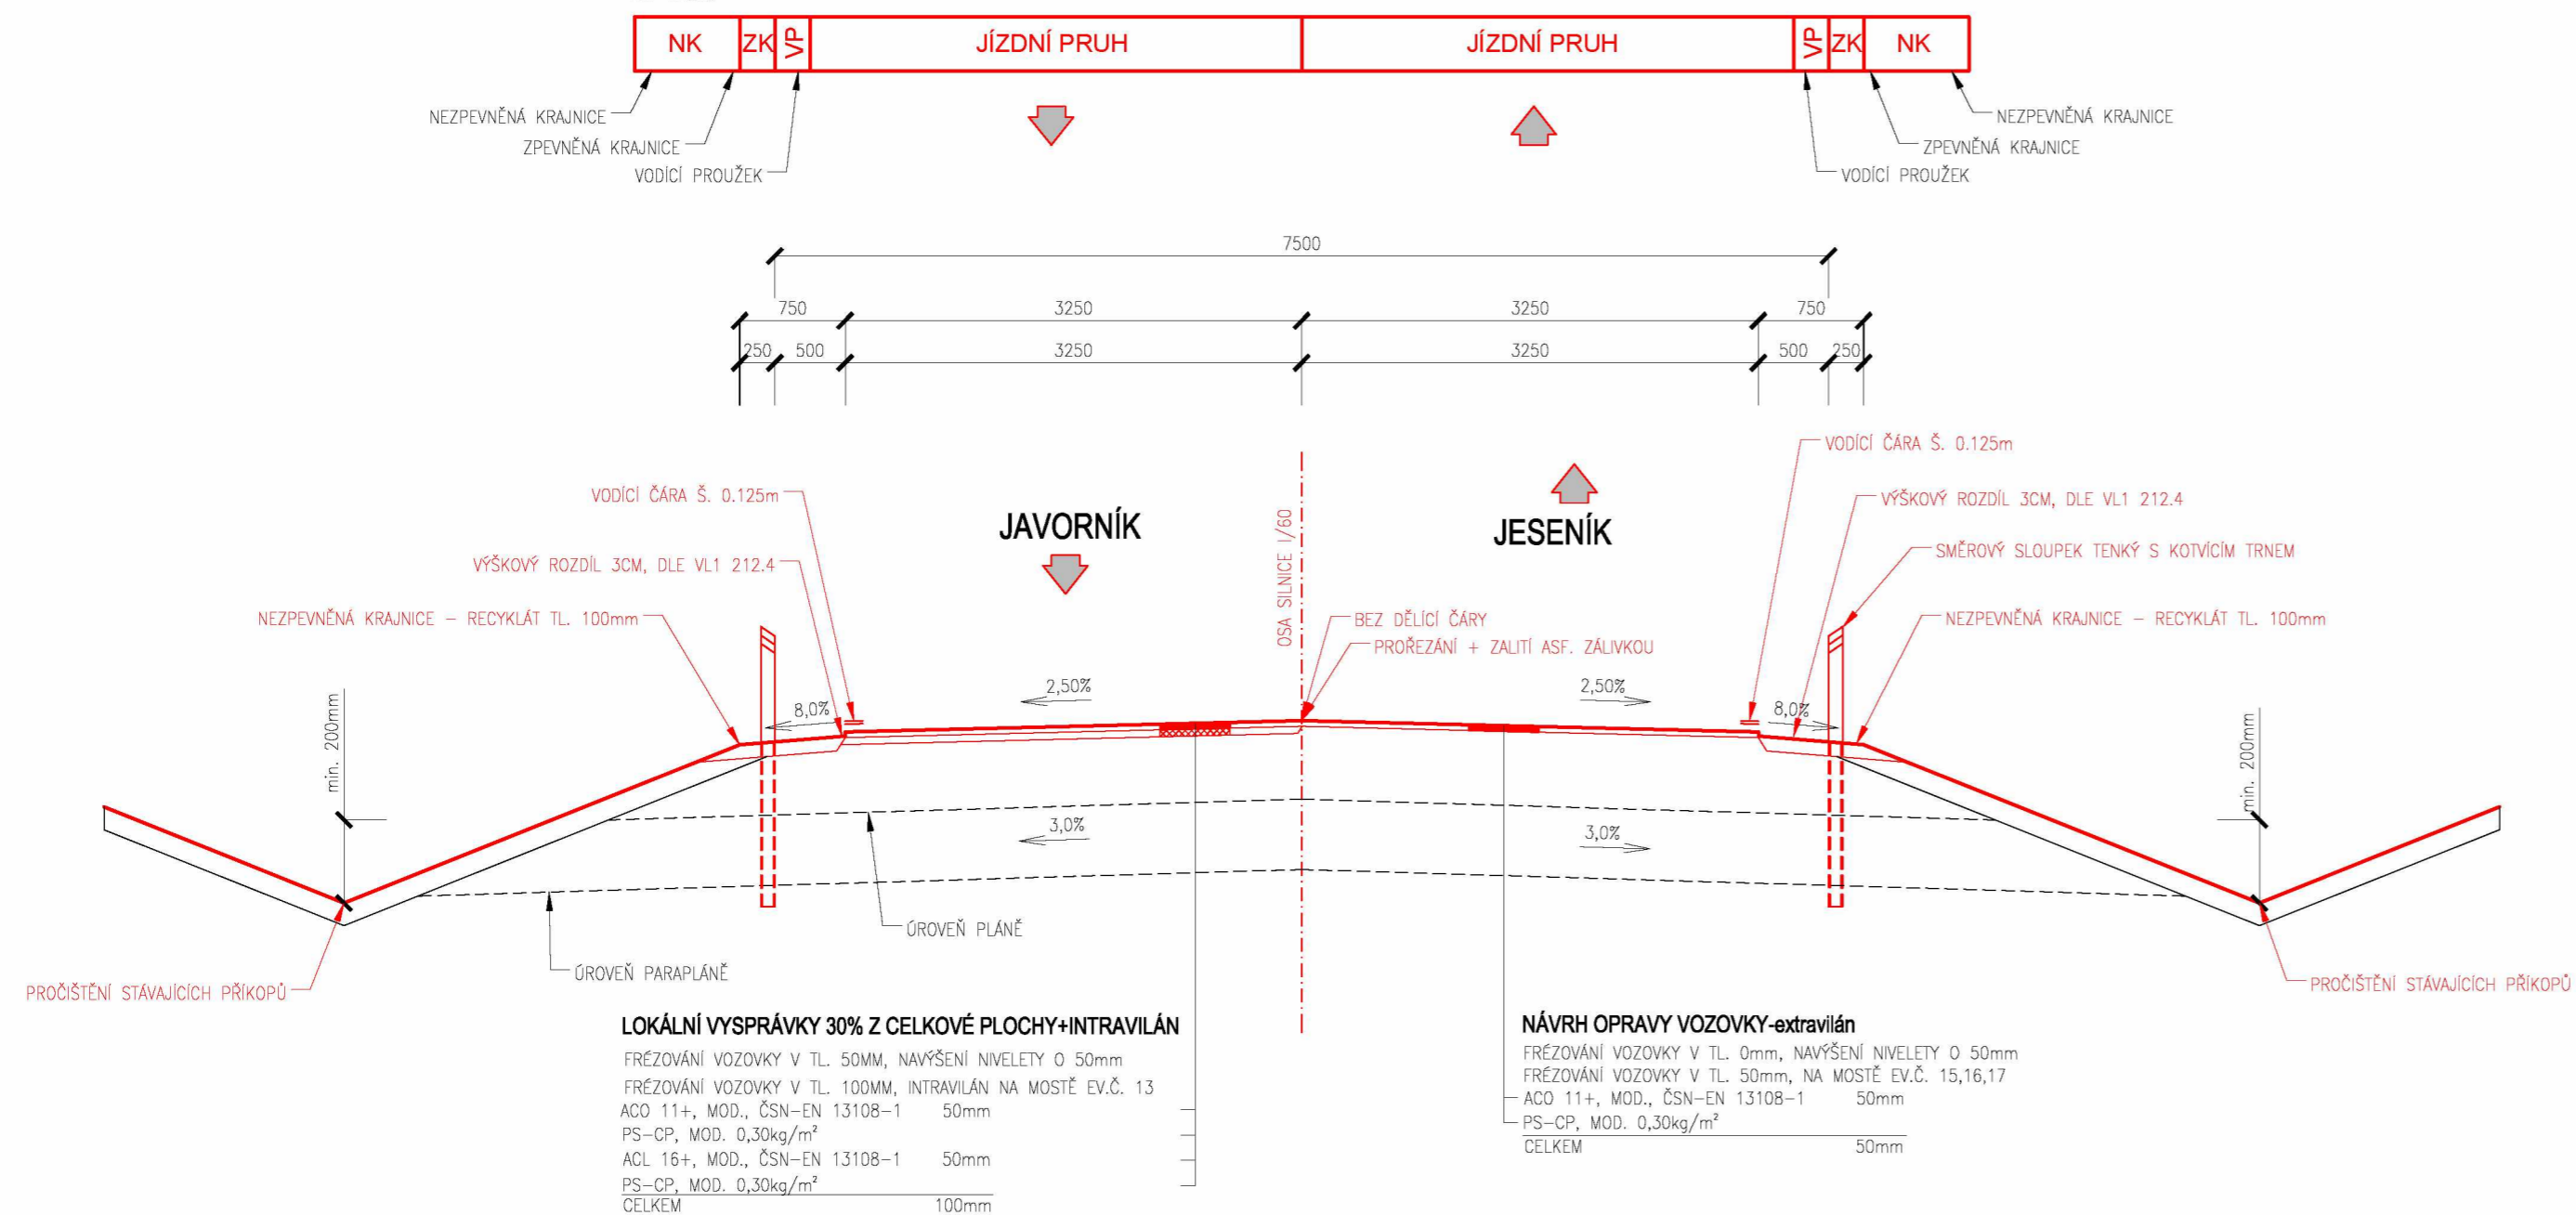 NK ZK VP JÍZDNÍ PRUH JÍZDNÍ PRUH VP ZK NK
NEZPEVNĚNÁ KRAJNICE
ZPEVNĚNÁ KRAJNICE
VODÍCÍ PROUŽEK
NEZPEVNĚNÁ KRAJNICE
ZPEVNĚNÁ KRAJNICE
VODÍCÍ PROUŽEK
7500
750 3250 3250 750
250 500 3250 3250 500 250
VODÍCÍ ČÁRA Š. 0.125m
VÝŠKOVÝ ROZDÍL 3CM, DLE VL1 212.4
NEZPEVNĚNÁ KRAJNICE – RECYKLÁT TL. 100mm
JAVORNÍK
OSA SILNICE I/60
JESENÍK
VODÍCÍ ČÁRA Š. 0.125m
VÝŠKOVÝ ROZDÍL 3CM, DLE VL1 212.4
SMĚROVÝ SLOUPEK TENKÝ S KOTVÍCÍM TRNEM
NEZPEVNĚNÁ KRAJNICE – RECYKLÁT TL. 100mm
BEZ DĚLÍCÍ ČÁRY
PROŘEZÁNÍ + ZALITÍ ASF. ZÁLIVKOU
min. 200mm
8,0%
2,50%
2,50%
8,0%
min. 200mm
3,0%
3,0%
ÚROVEŇ PLÁNĚ
ÚROVEŇ PARAPLÁNĚ
PROČIŠTĚNÍ STÁVAJÍCÍCH PŘÍKOPŮ
PROČIŠTĚNÍ STÁVAJÍCÍCH PŘÍKOPŮ
LOKÁLNÍ VYSPRÁVKY 30% Z CELKOVÉ PLOCHY+INTRAVILÁN
FRÉZOVÁNÍ VOZOVKY V TL. 50MM, NAVÝŠENÍ NIVELETY O 50mm
FRÉZOVÁNÍ VOZOVKY V TL. 100MM, INTRAVILÁN NA MOSTĚ EV.Č. 13
ACO 11+, MOD., ČSN–EN 13108–1 50mm
PS–CP, MOD. 0,30kg/m²
ACL 16+, MOD., ČSN–EN 13108–1 50mm
PS–CP, MOD. 0,30kg/m²
CELKEM 100mm
NÁVRH OPRAVY VOZOVKY-extravilán
FRÉZOVÁNÍ VOZOVKY V TL. 0mm, NAVÝŠENÍ NIVELETY O 50mm
FRÉZOVÁNÍ VOZOVKY V TL. 50mm, NA MOSTĚ EV.Č. 15,16,17
ACO 11+, MOD., ČSN–EN 13108–1 50mm
PS–CP, MOD. 0,30kg/m²
CELKEM 50mm